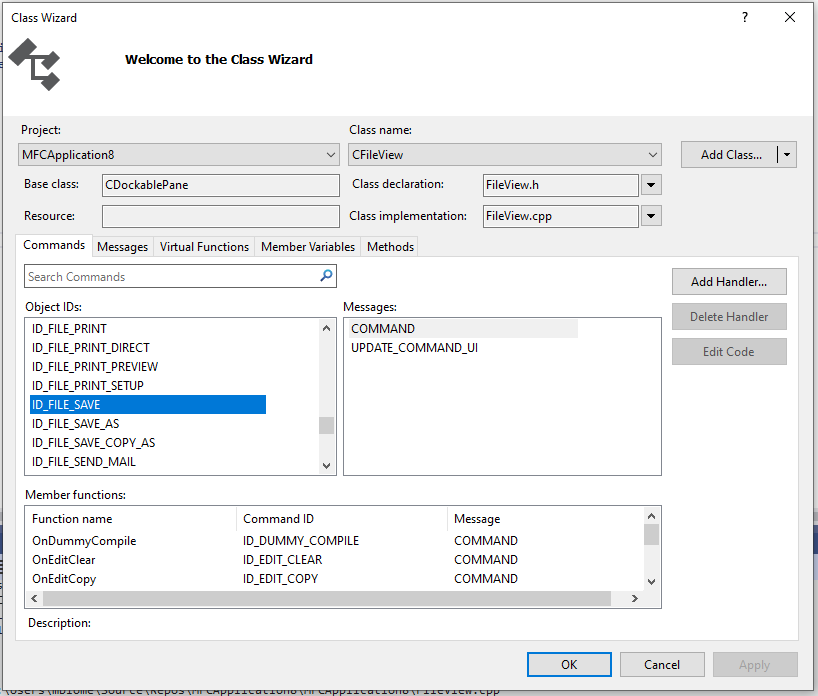 Class Wizard
?
Welcome to the Class Wizard
Project:
Class name:
MFCApplication8
CFileView
Add Class...
Base class:
CDockablePane
Class declaration:
FileView.h
Resource:
Class implementation:
FileView.cpp
Commands Messages Virtual Functions Member Variables Methods
Search Commands
Add Handler...
Object IDs:
Messages:
Delete Handler
Edit Code
ID_FILE_PRINT
ID_FILE_PRINT_DIRECT
ID_FILE_PRINT_PREVIEW
ID_FILE_PRINT_SETUP
ID_FILE_SAVE
ID_FILE_SAVE_AS
ID_FILE_SAVE_COPY_AS
ID_FILE_SEND_MAIL
COMMAND
UPDATE_COMMAND_UI
Member functions:
Function name Command ID Message
OnDummyCompile ID_DUMMY_COMPILE COMMAND
OnEditClear ID_EDIT_CLEAR COMMAND
OnEditCopy ID_EDIT_COPY COMMAND
Description:
OK
Cancel
Apply